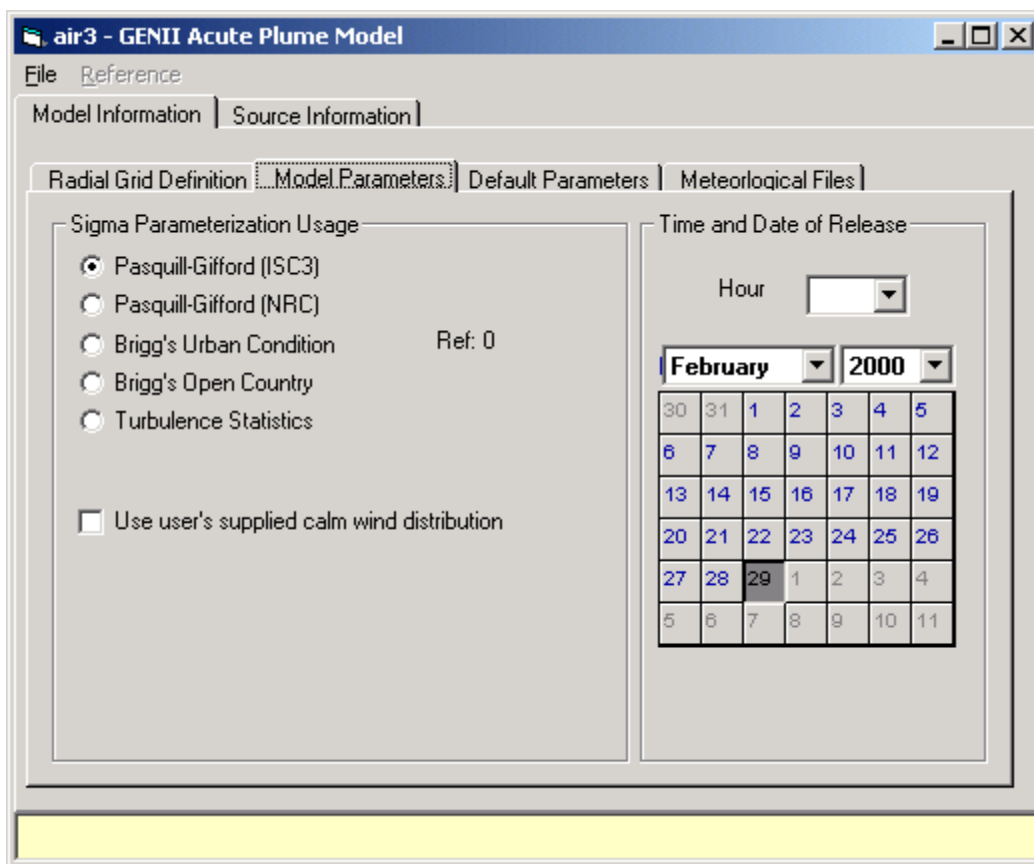 air3 - GENII Acute Plume Model
File Reference
Model Information Source Information
Radial Grid Definition Model Parameters Default Parameters Meteorlogical Files
Sigma Parameterization Usage
Pasquill-Gifford (ISC3)
Pasquill-Gifford (NRC)
Brigg's Urban Condition
Ref: 0
Brigg's Open Country
Turbulence Statistics
Use user's supplied calm wind distribution
Time and Date of Release
Hour
February 2000
30 31 1 2 3 4 5
6 7 8 9 10 11 12
13 14 15 16 17 18 19
20 21 22 23 24 25 26
27 28 29 1 2 3 4
5 6 7 8 9 10 11